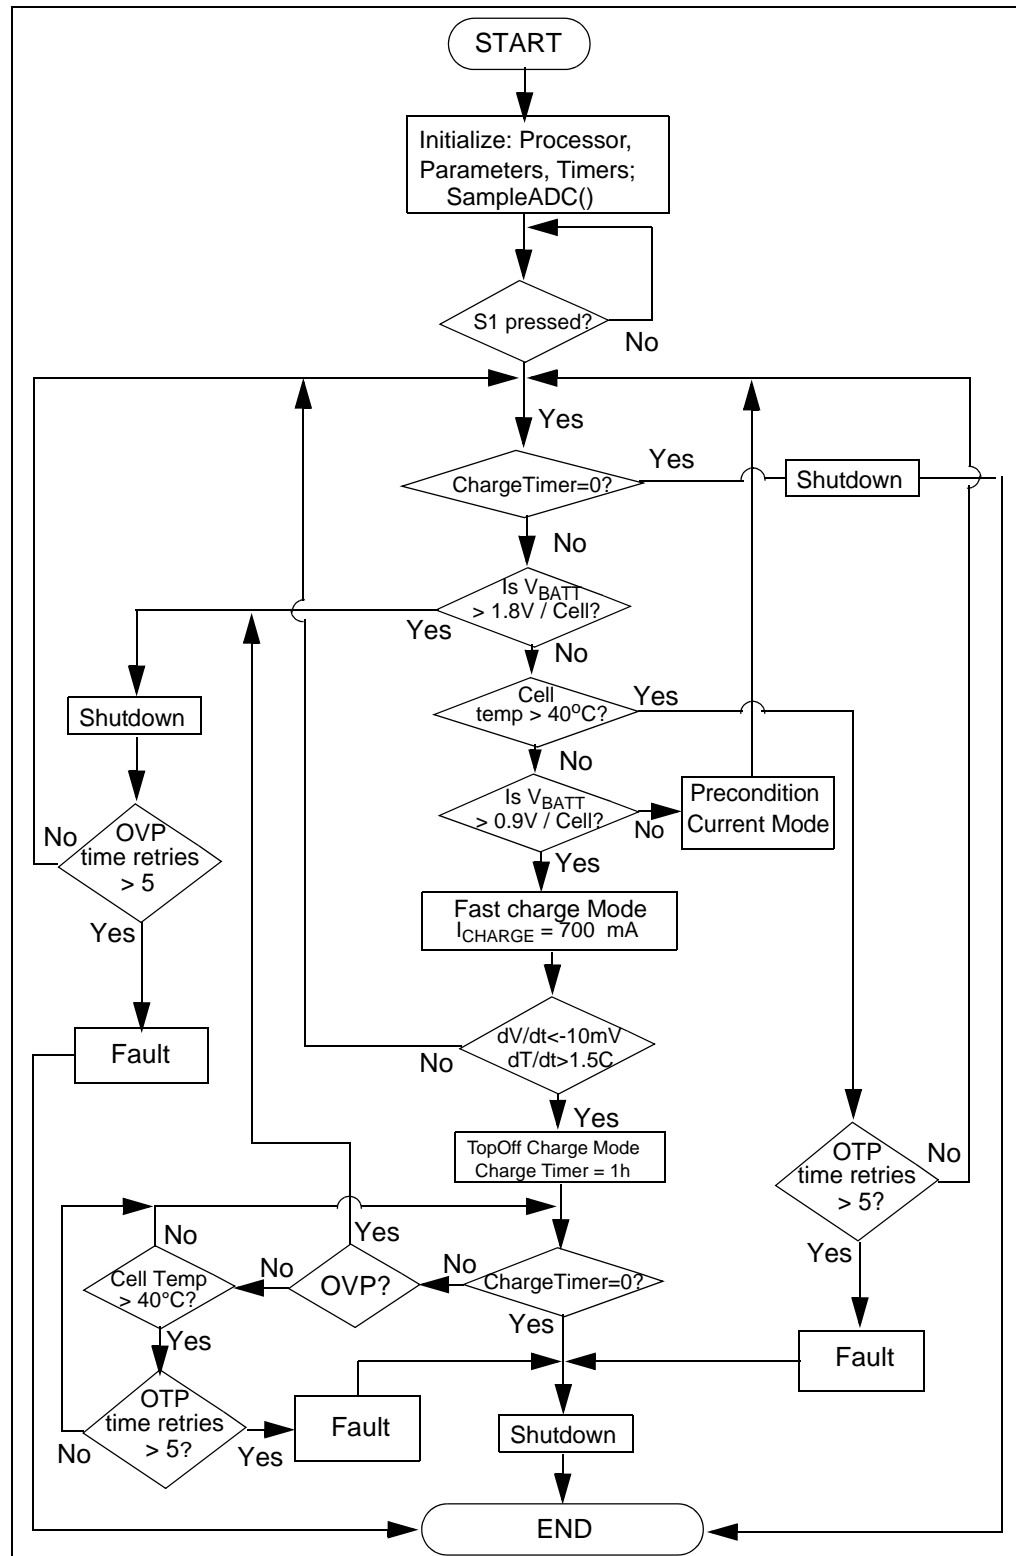 START
Initialize: Processor,
Parameters, Timers;
SampleADC()
S1 pressed?
No
Yes
ChargeTimer=0?
Yes
Shutdown
No
Is VBATT
> 1.8V / Cell?
Yes
No
Shutdown
Cell
temp > 40oC?
Yes
No
Is VBATT
> 0.9V / Cell?
No
Precondition
Current Mode
Yes
OVP
time retries
> 5
No
Yes
Fast charge Mode
ICHARGE = 700 mA
dV/dt<-10mV
dT/dt>1.5C
No
Yes
Fault
TopOff Charge Mode
Charge Timer = 1h
OTP
time retries
> 5?
No
Yes
ChargeTimer=0?
No
Yes
OVP?
Yes
No
Cell Temp
> 40°C?
No
Yes
OTP
time retries
> 5?
No
Yes
Fault
Fault
Shutdown
END